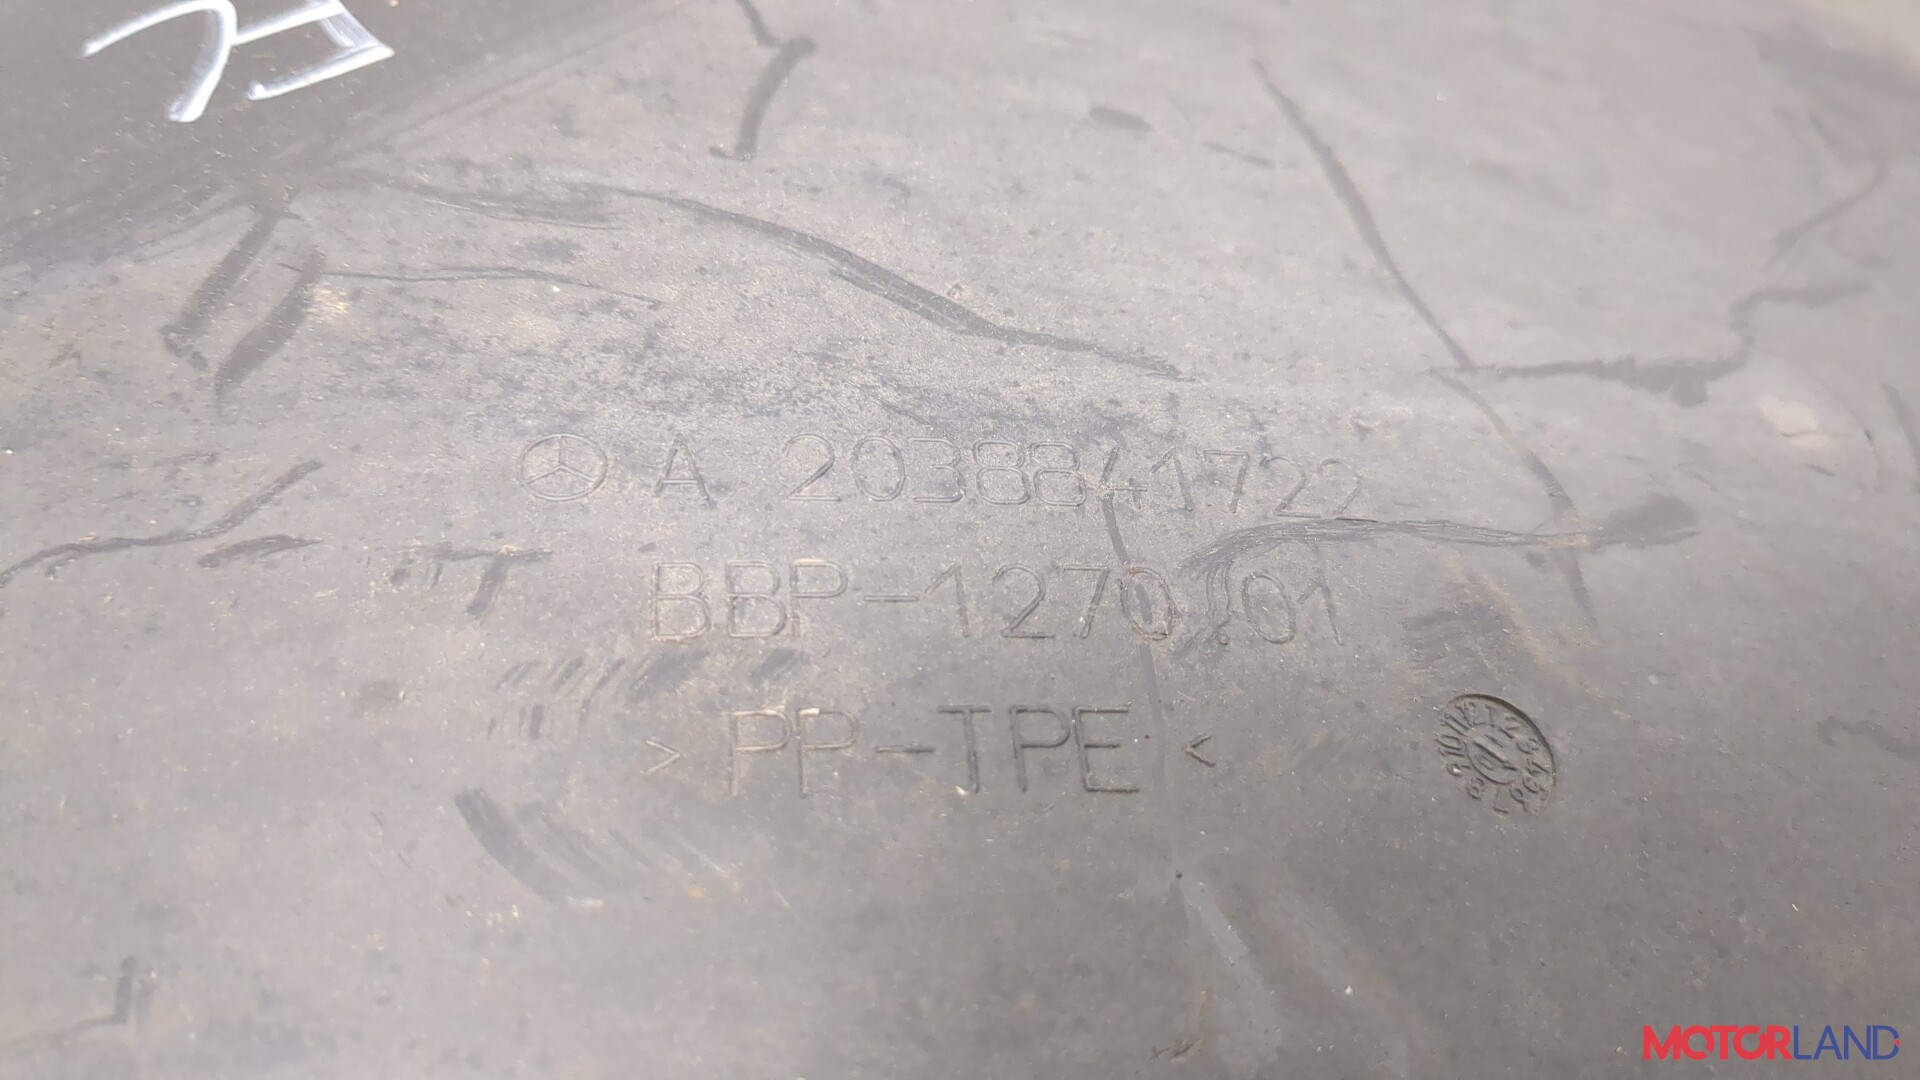 A 2038841722
BBP-1270.01
> PP-TPE <
MOTORLAND